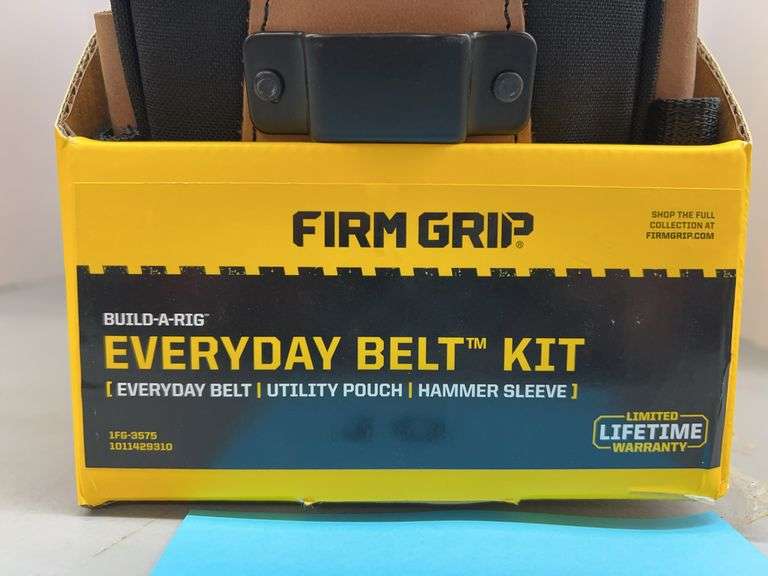 FIRM GRIP®
SHOP THE FULL
COLLECTION AT
FIRMGRIP.COM
BUILD-A-RIG™
EVERYDAY BELT™ KIT
[ EVERYDAY BELT | UTILITY POUCH | HAMMER SLEEVE ]
1FG-3575
1011429310
LIMITED
LIFETIME
WARRANTY